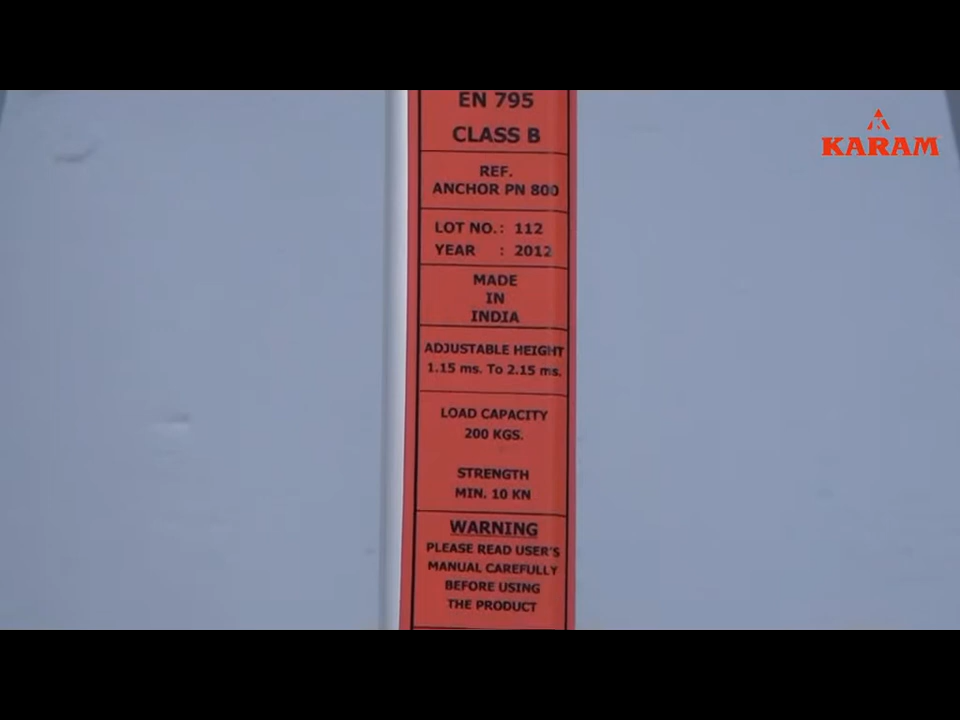 EN 795
CLASS B
REF.
ANCHOR PN 800
LOT NO. : 112
YEAR : 2012
MADE
IN
INDIA
ADJUSTABLE HEIGHT
1.15 ms. To 2.15 ms.
LOAD CAPACITY
200 KGS.
STRENGTH
MIN. 10 KN
WARNING
PLEASE READ USER'S
MANUAL CAREFULLY
BEFORE USING
THE PRODUCT
KARAM